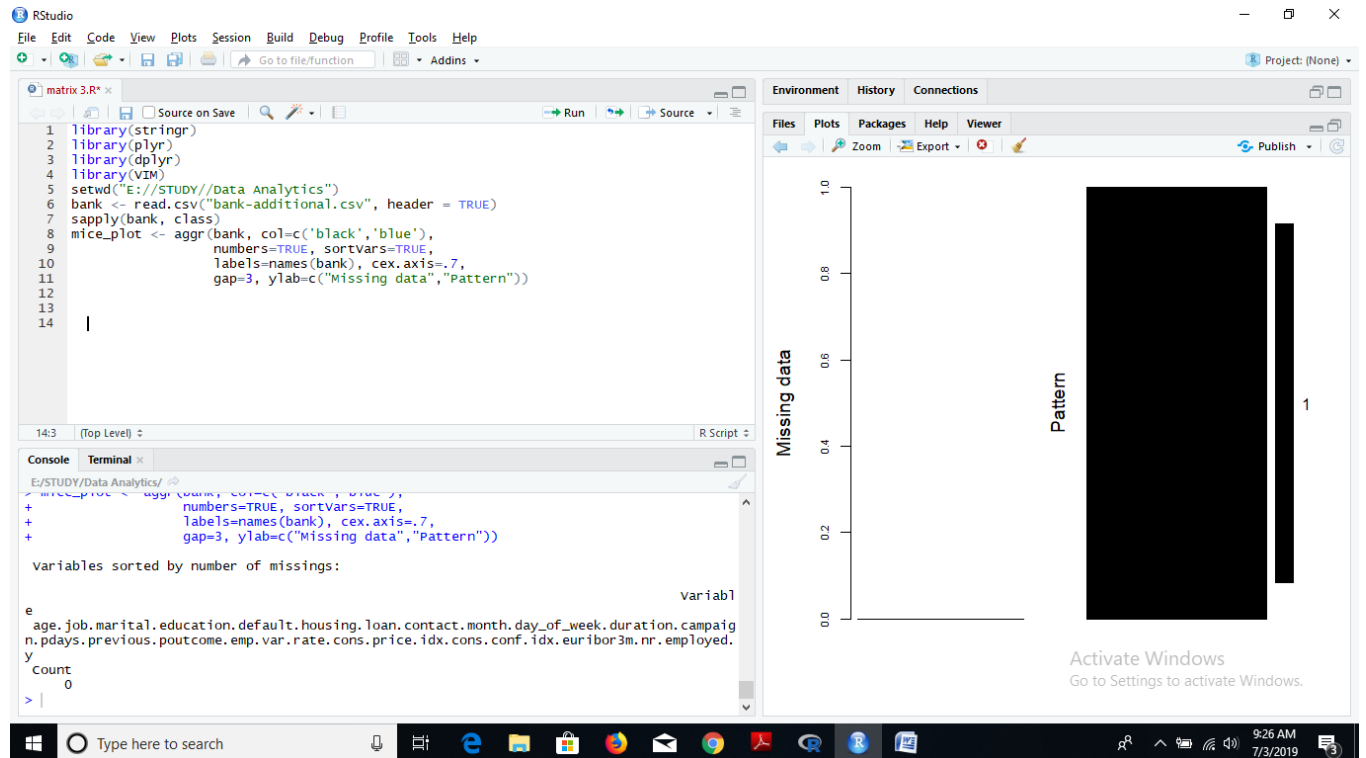 RStudio
File Edit Code View Plots Session Build Debug Profile Tools Help
Go to file/function Addins Project: (None)
matrix 3.R*
Source on Save Run Source
1 library(stringr)
2 library(plyr)
3 library(dplyr)
4 library(VIM)
5 setwd("E://STUDY//Data Analytics")
6 bank <- read.csv("bank-additional.csv", header = TRUE)
7 sapply(bank, class)
8 mice_plot <- aggr(bank, col=c('black','blue'),
9 numbers=TRUE, sortVars=TRUE,
10 labels=names(bank), cex.axis=.7,
11 gap=3, ylab=c("Missing data","Pattern"))
12
13
14
14:3 (Top Level) R Script
Console Terminal
E:/STUDY/Data Analytics/
> mice_plot <- aggr(bank, col=c('black','blue'),
+ numbers=TRUE, sortVars=TRUE,
+ labels=names(bank), cex.axis=.7,
+ gap=3, ylab=c("Missing data","Pattern"))
Variables sorted by number of missings:
Variabl
e
age.job.marital.education.default.housing.loan.contact.month.day_of_week.duration.campaig
n.pdays.previous.poutcome.emp.var.rate.cons.price.idx.cons.conf.idx.euribor3m.nr.employed.
y
Count
0
>
Environment History Connections
Files Plots Packages Help Viewer
Zoom Export Publish
Missing data
1.0
0.8
0.6
0.4
0.2
0.0
Pattern
1
Activate Windows
Go to Settings to activate Windows.
Type here to search
9:26 AM
7/3/2019
3